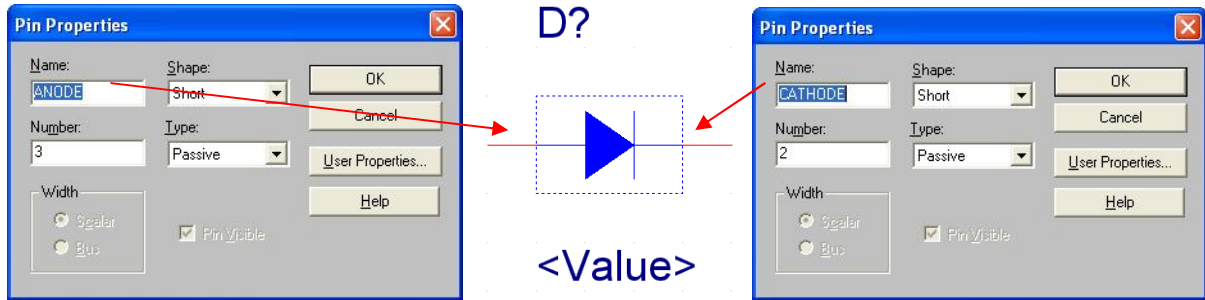 Pin Properties
Name:
Shape:
ANODE
Short
OK
Cancel
Number:
Type:
3
Passive
User Properties...
Width
Scalar
Bus
Pin Visible
Help
D?
<Value>
Pin Properties
Name:
Shape:
CATHODE
Short
OK
Cancel
Number:
Type:
2
Passive
User Properties...
Width
Scalar
Bus
Pin Visible
Help